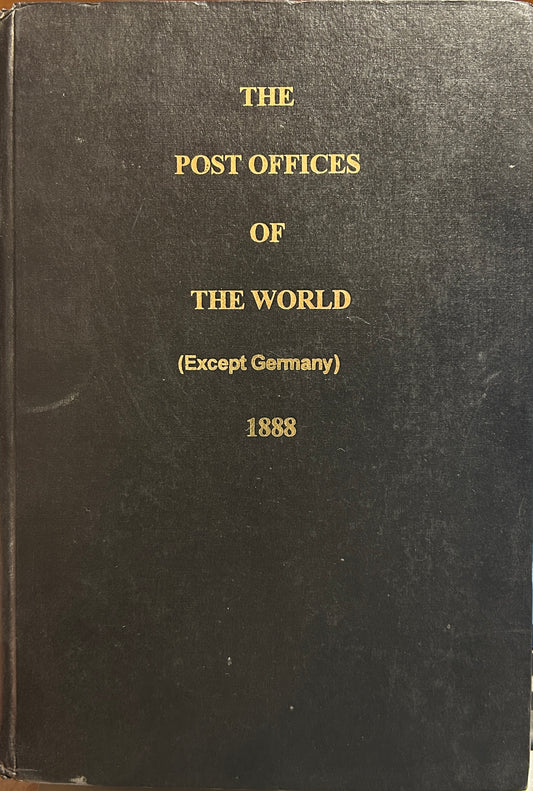 THE
POST OFFICES
OF
THE WORLD
(Except Germany)
1888